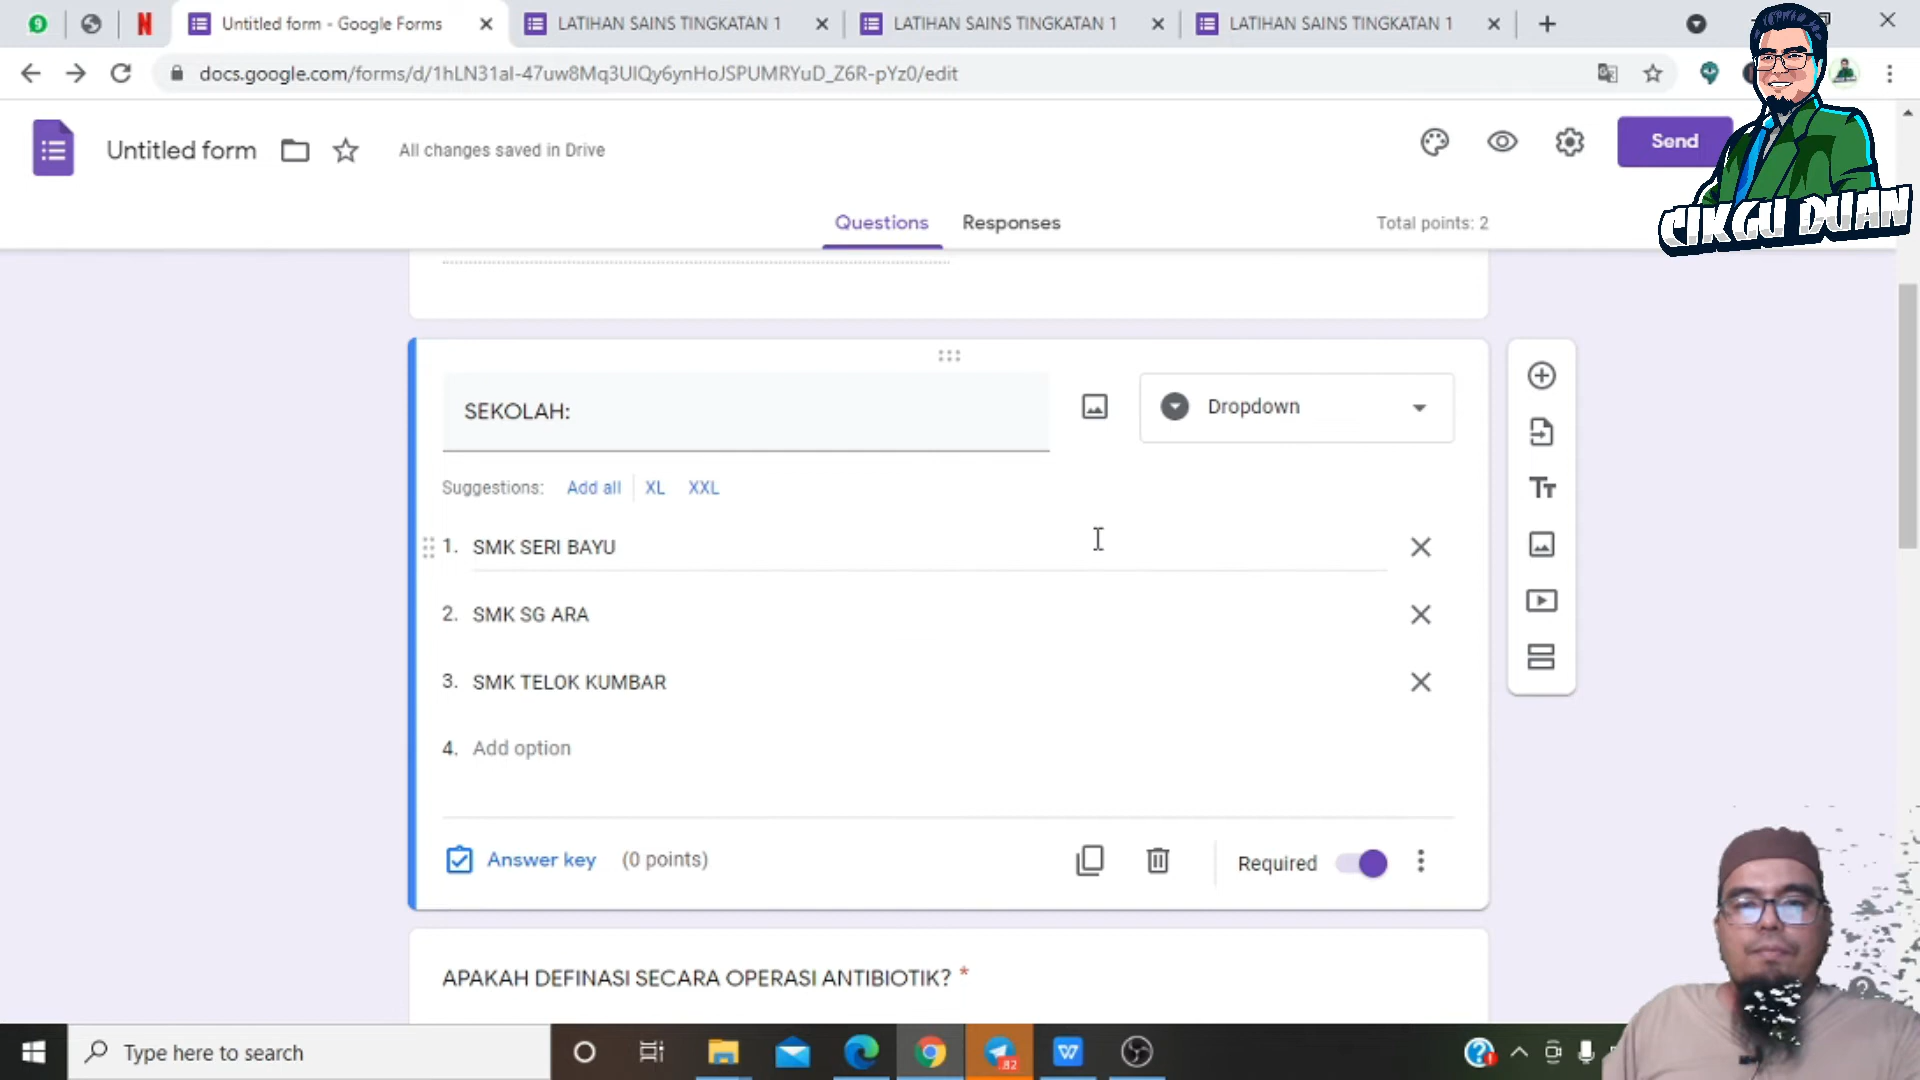 Untitled form - Google Forms
LATIHAN SAINS TINGKATAN 1
LATIHAN SAINS TINGKATAN 1
LATIHAN SAINS TINGKATAN 1
docs.google.com/forms/d/1hLN31aI-47uw8Mq3UIQy6ynHoJSPUMRYuD_Z6R-pYz0/edit
Untitled form
All changes saved in Drive
Send
CIKGU DUAN
Questions
Responses
Total points: 2
SEKOLAH:
Dropdown
Suggestions: Add all XL XXL
1. SMK SERI BAYU
2. SMK SG ARA
3. SMK TELOK KUMBAR
4. Add option
Answer key (0 points)
Required
APAKAH DEFINASI SECARA OPERASI ANTIBIOTIK? *
Type here to search
82